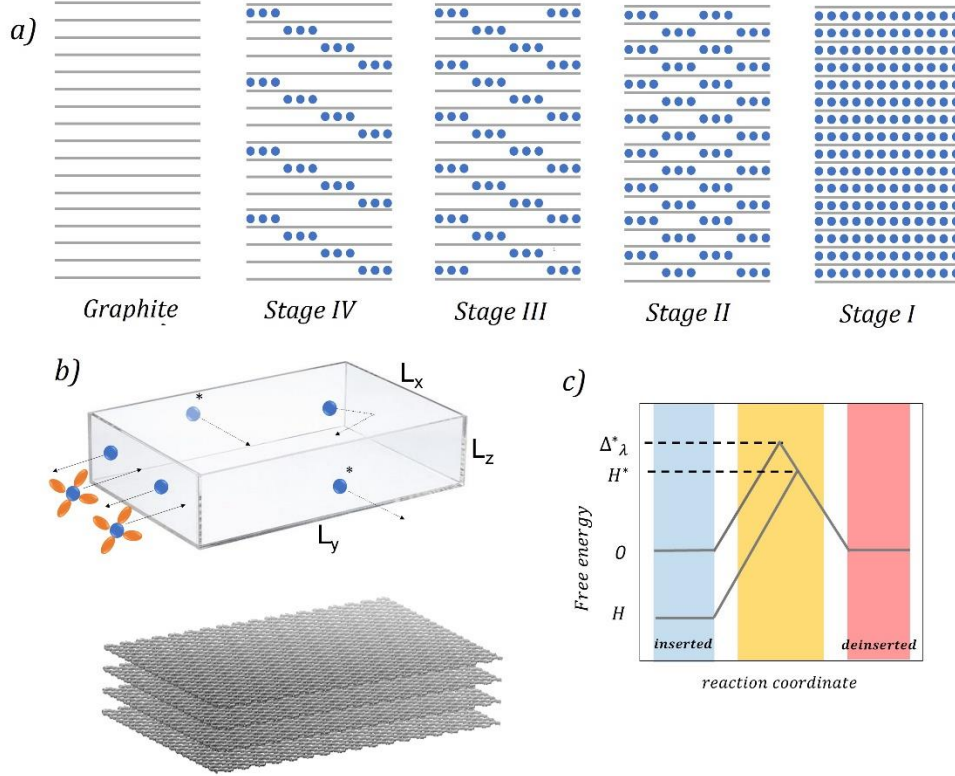 a)
Graphite Stage IV Stage III Stage II Stage I
b)
*
Lx
*
Lz
Ly
c)
Δ*λ
H*
0
H
Free energy
inserted deinserted
reaction coordinate